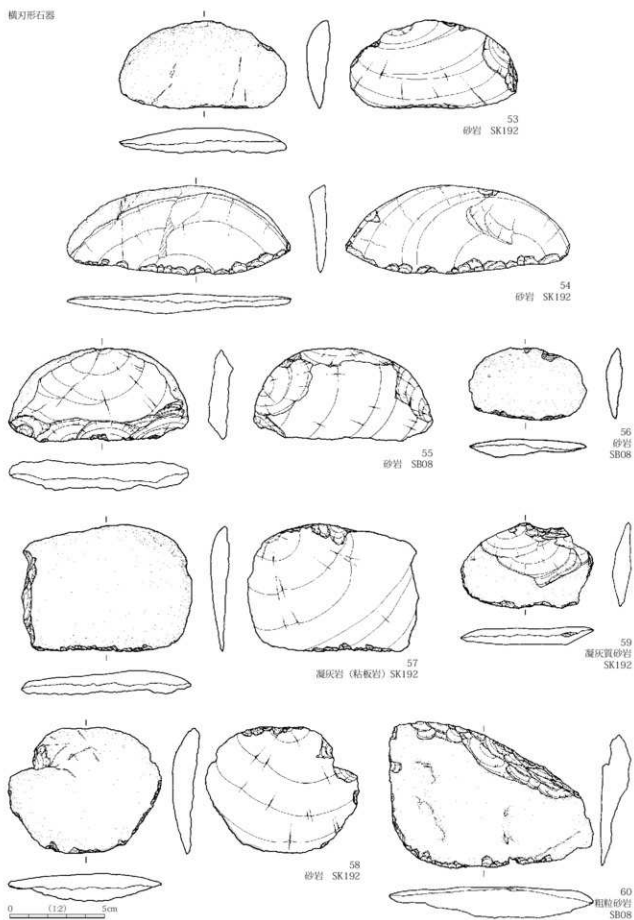 横刃形石器
53
砂岩 SK192
54
砂岩 SK192
55
砂岩 SB08
56
砂岩
SB08
57
凝灰岩（粘板岩）SK192
59
凝灰質砂岩
SK192
58
砂岩 SK192
60
粗粒砂岩
SB08
0 (1:2) 5cm